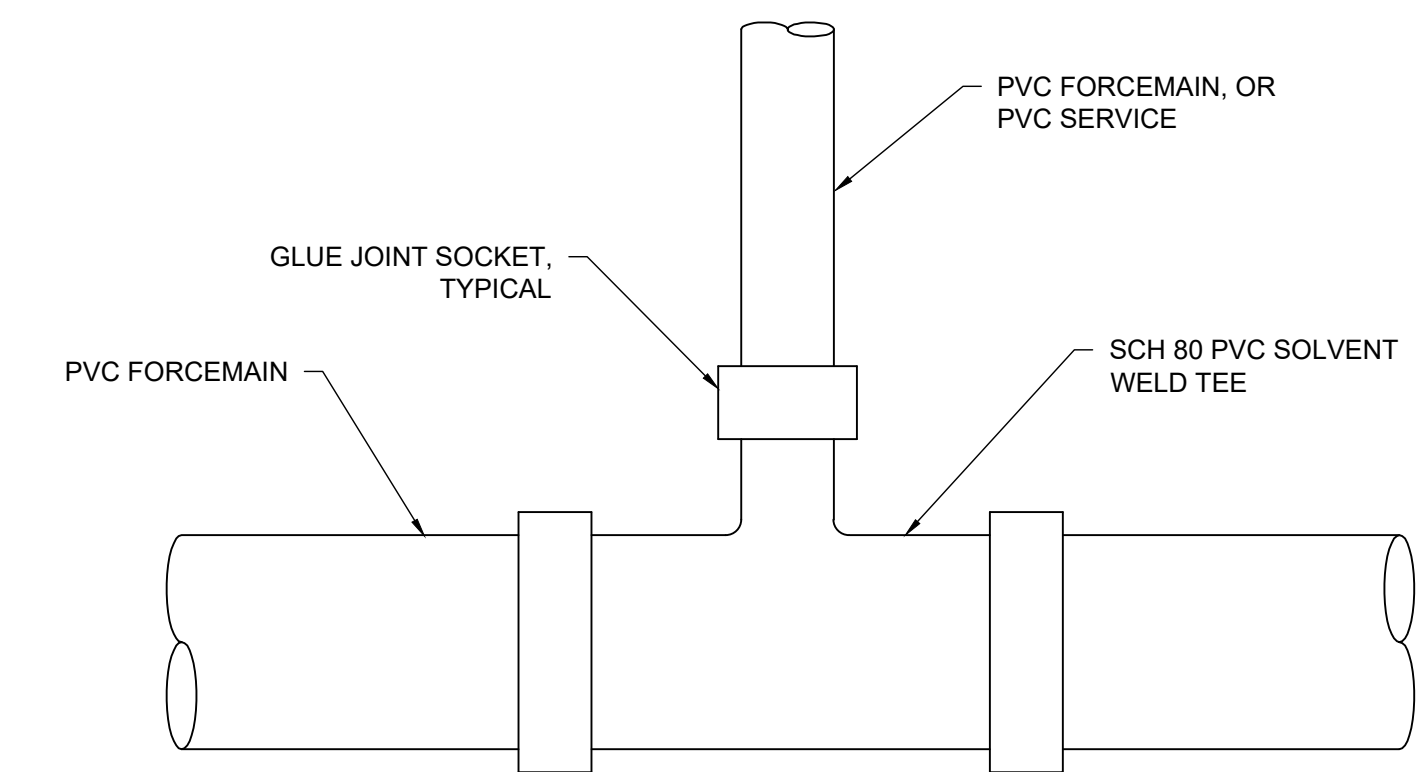 PVC FORCEMAIN, OR
PVC SERVICE
GLUE JOINT SOCKET,
TYPICAL
PVC FORCEMAIN
SCH 80 PVC SOLVENT
WELD TEE